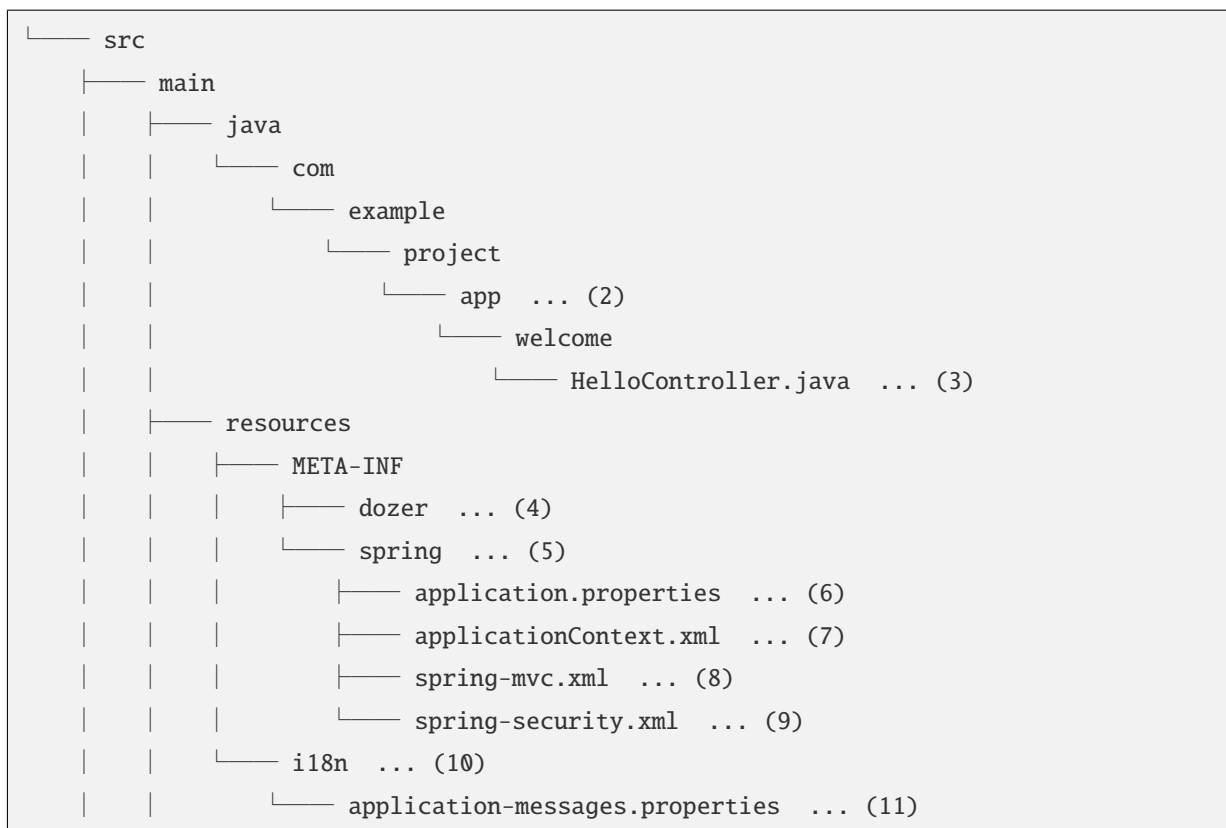 └── src
    ├── main
    │   ├── java
    │   │   └── com
    │   │       └── example
    │   │           └── project
    │   │               └── app  ... (2)
    │   │                   └── welcome
    │   │                       └── HelloController.java  ... (3)
    │   ├── resources
    │   │   ├── META-INF
    │   │   │   ├── dozer  ... (4)
    │   │   │   └── spring  ... (5)
    │   │   │       ├── application.properties  ... (6)
    │   │   │       ├── applicationContext.xml  ... (7)
    │   │   │       ├── spring-mvc.xml  ... (8)
    │   │   │       └── spring-security.xml  ... (9)
    │   │   └── i18n  ... (10)
    │   │       └── application-messages.properties  ... (11)